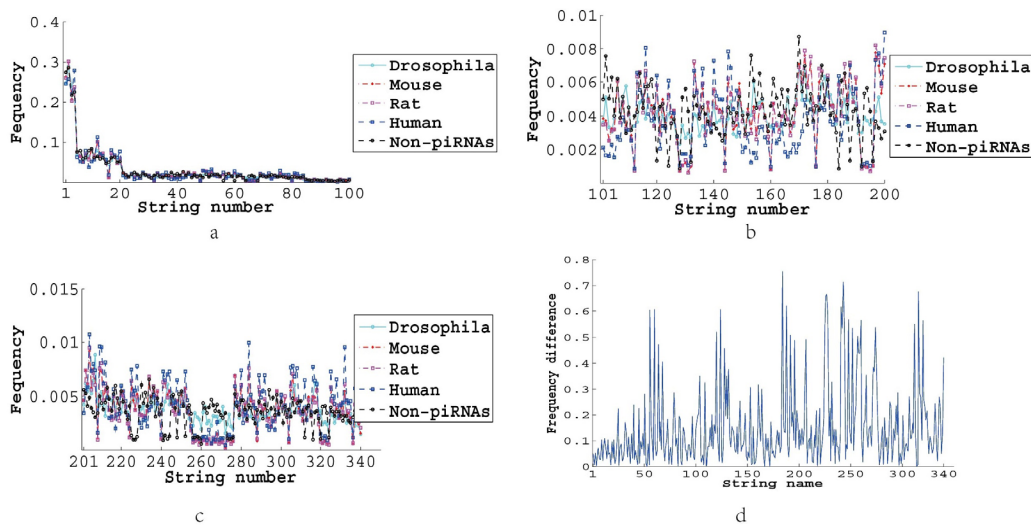 0.4
0.3
0.2
0.1
Fequency
1
20
40
60
80
100
String number
Drosophila
Mouse
Rat
Human
Non-piRNAs
a
0.01
0.008
0.006
0.004
0.002
Fequency
101
120
140
160
180
200
String number
Drosophila
Mouse
Rat
Human
Non-piRNAs
b
0.015
0.01
0.005
Fequency
201
220
240
260
280
300
320
340
String number
Drosophila
Mouse
Rat
Human
Non-piRNAs
c
0.8
0.7
0.6
0.5
0.4
0.3
0.2
0.1
0
Frequency difference
1
50
100
150
200
250
300
340
String name
d